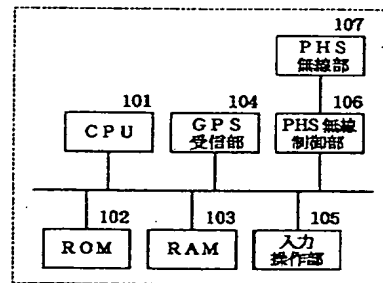 107
PHS
無線部
101
104
106
CPU
GPS
受信部
PHS無線
制御部
102
103
105
ROM
RAM
入力
操作部